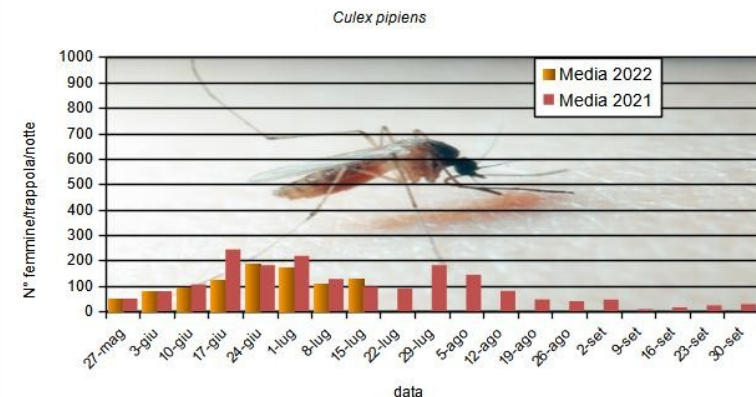 Culex pipiens
1000
900
800
700
600
500
400
300
200
100
0
N° femmine/trappola/notte
Media 2022
Media 2021
27-mag
3-giu
10-giu
17-giu
24-giu
1-lug
8-lug
15-lug
22-lug
29-lug
5-ago
12-ago
19-ago
26-ago
2-set
9-set
16-set
23-set
30-set
data